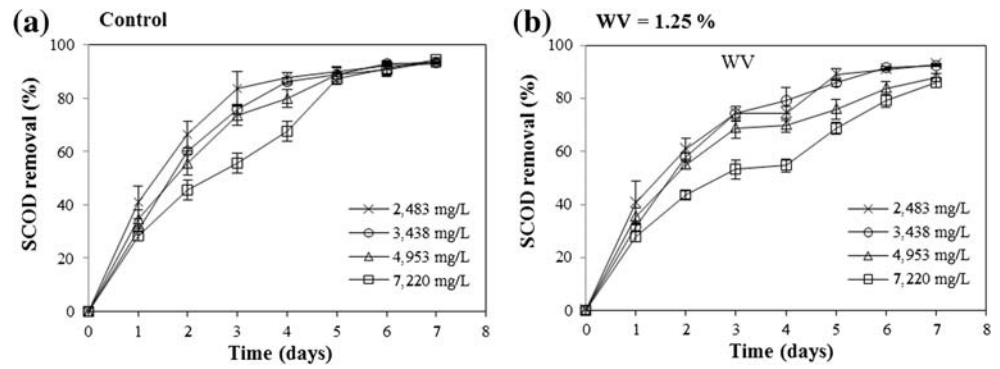 (a) Control
100
80
60
40
20
0
SCOD removal (%)
2,483 mg/L
3,438 mg/L
4,953 mg/L
7,220 mg/L
0 1 2 3 4 5 6 7 8
Time (days)
(b) WV = 1.25 %
WV
100
80
60
40
20
0
SCOD removal (%)
2,483 mg/L
3,438 mg/L
4,953 mg/L
7,220 mg/L
0 1 2 3 4 5 6 7 8
Time (days)